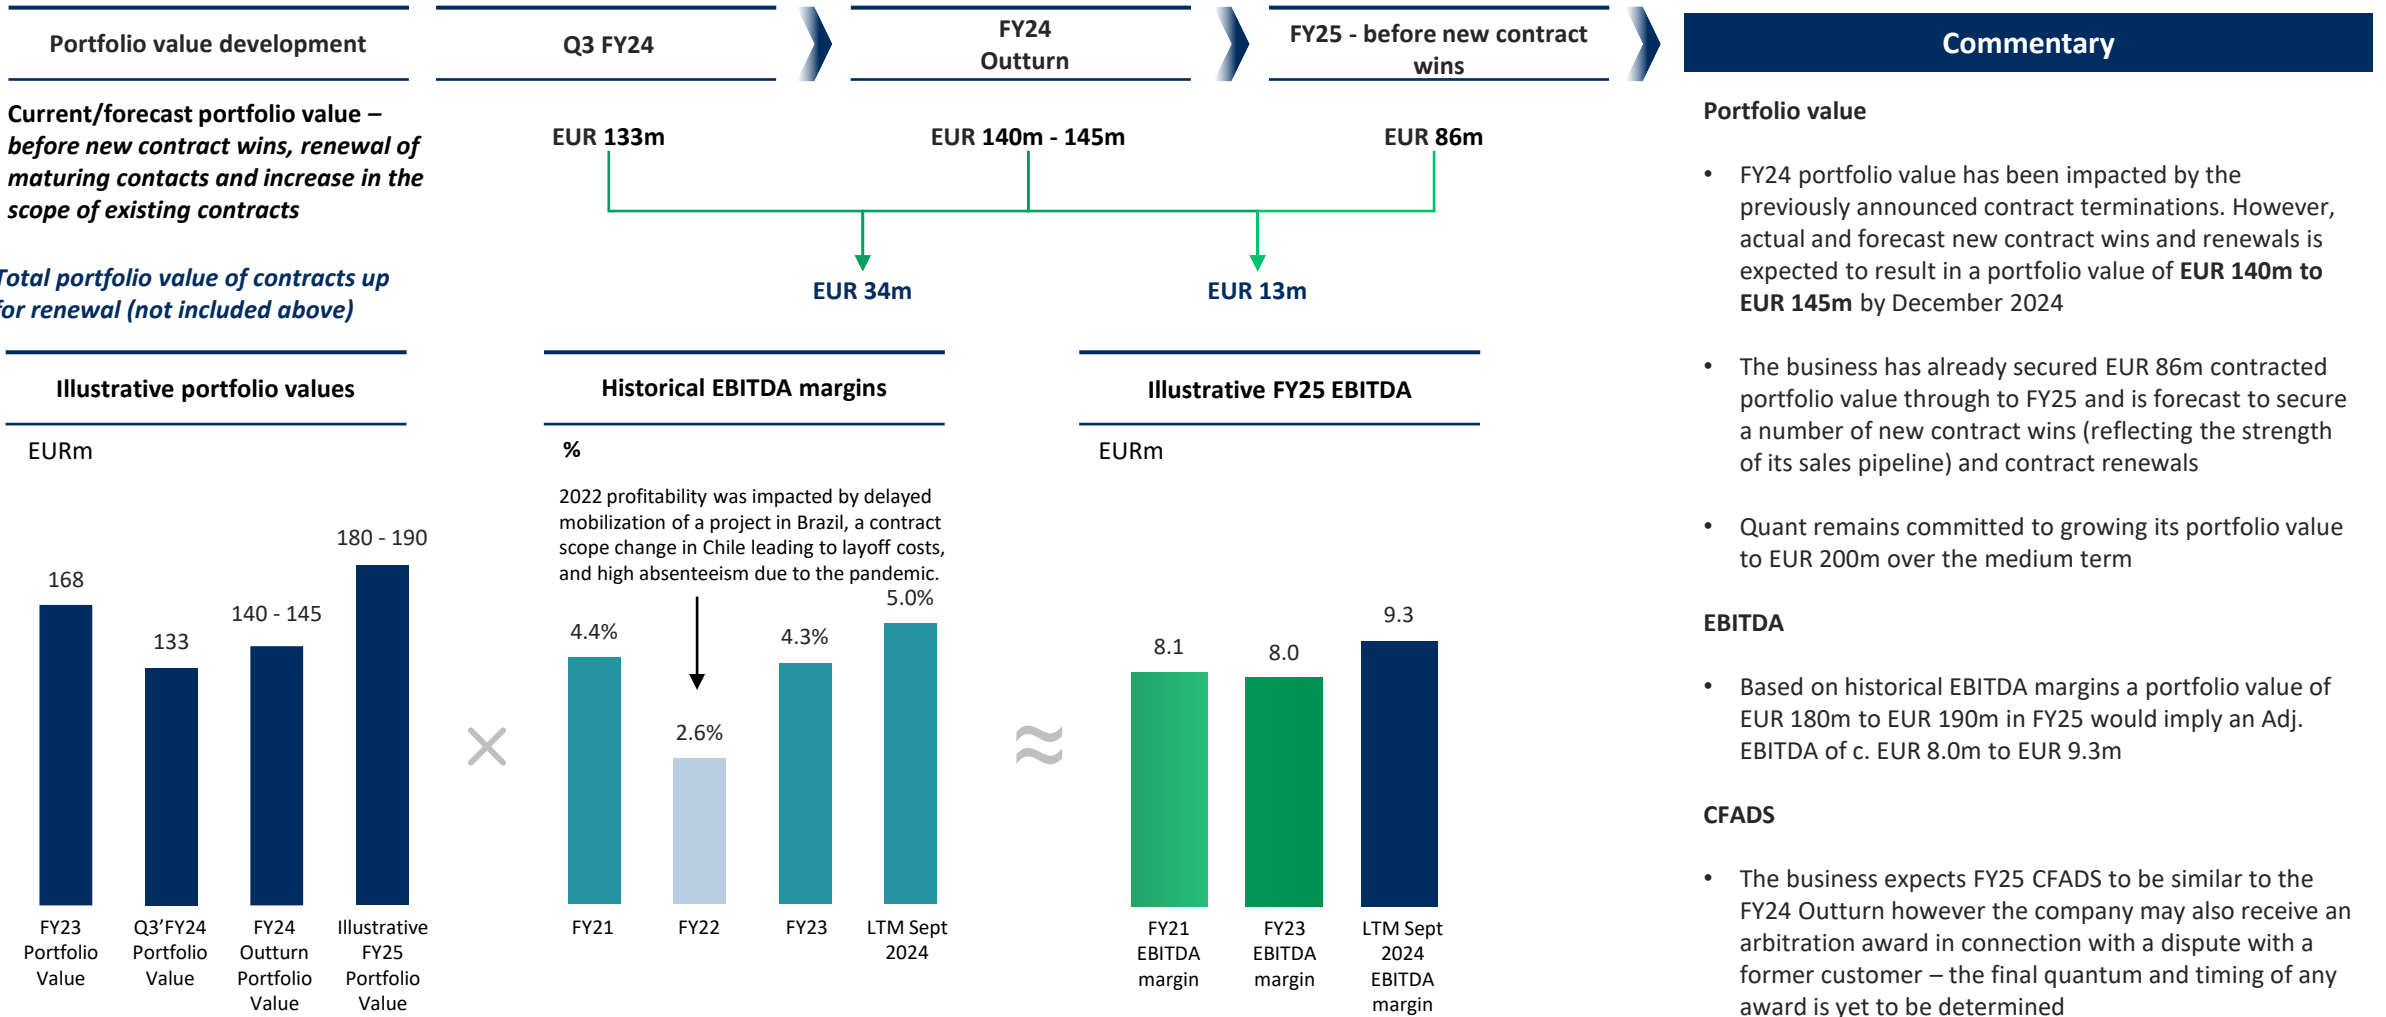 Portfolio value development
Q3 FY24
FY24
Outturn
FY25 - before new contract
wins
Current/forecast portfolio value –
before new contract wins, renewal of
maturing contacts and increase in the
scope of existing contracts
EUR 133m
EUR 140m - 145m
EUR 86m
Total portfolio value of contracts up
for renewal (not included above)
EUR 34m
EUR 13m
Illustrative portfolio values
EURm
168
133
140 - 145
180 - 190
FY23
Portfolio
Value
Q3’FY24
Portfolio
Value
FY24
Outturn
Portfolio
Value
Illustrative
FY25
Portfolio
Value
×
Historical EBITDA margins
%
2022 profitability was impacted by delayed
mobilization of a project in Brazil, a contract
scope change in Chile leading to layoff costs,
and high absenteeism due to the pandemic.
4.4%
2.6%
4.3%
5.0%
FY21
FY22
FY23
LTM Sept
2024
≈
Illustrative FY25 EBITDA
EURm
8.1
8.0
9.3
FY21
EBITDA
margin
FY23
EBITDA
margin
LTM Sept
2024
EBITDA
margin
Commentary
Portfolio value
• FY24 portfolio value has been impacted by the
previously announced contract terminations. However,
actual and forecast new contract wins and renewals is
expected to result in a portfolio value of EUR 140m to
EUR 145m by December 2024
• The business has already secured EUR 86m contracted
portfolio value through to FY25 and is forecast to secure
a number of new contract wins (reflecting the strength
of its sales pipeline) and contract renewals
• Quant remains committed to growing its portfolio value
to EUR 200m over the medium term
EBITDA
• Based on historical EBITDA margins a portfolio value of
EUR 180m to EUR 190m in FY25 would imply an Adj.
EBITDA of c. EUR 8.0m to EUR 9.3m
CFADS
• The business expects FY25 CFADS to be similar to the
FY24 Outturn however the company may also receive an
arbitration award in connection with a dispute with a
former customer – the final quantum and timing of any
award is yet to be determined